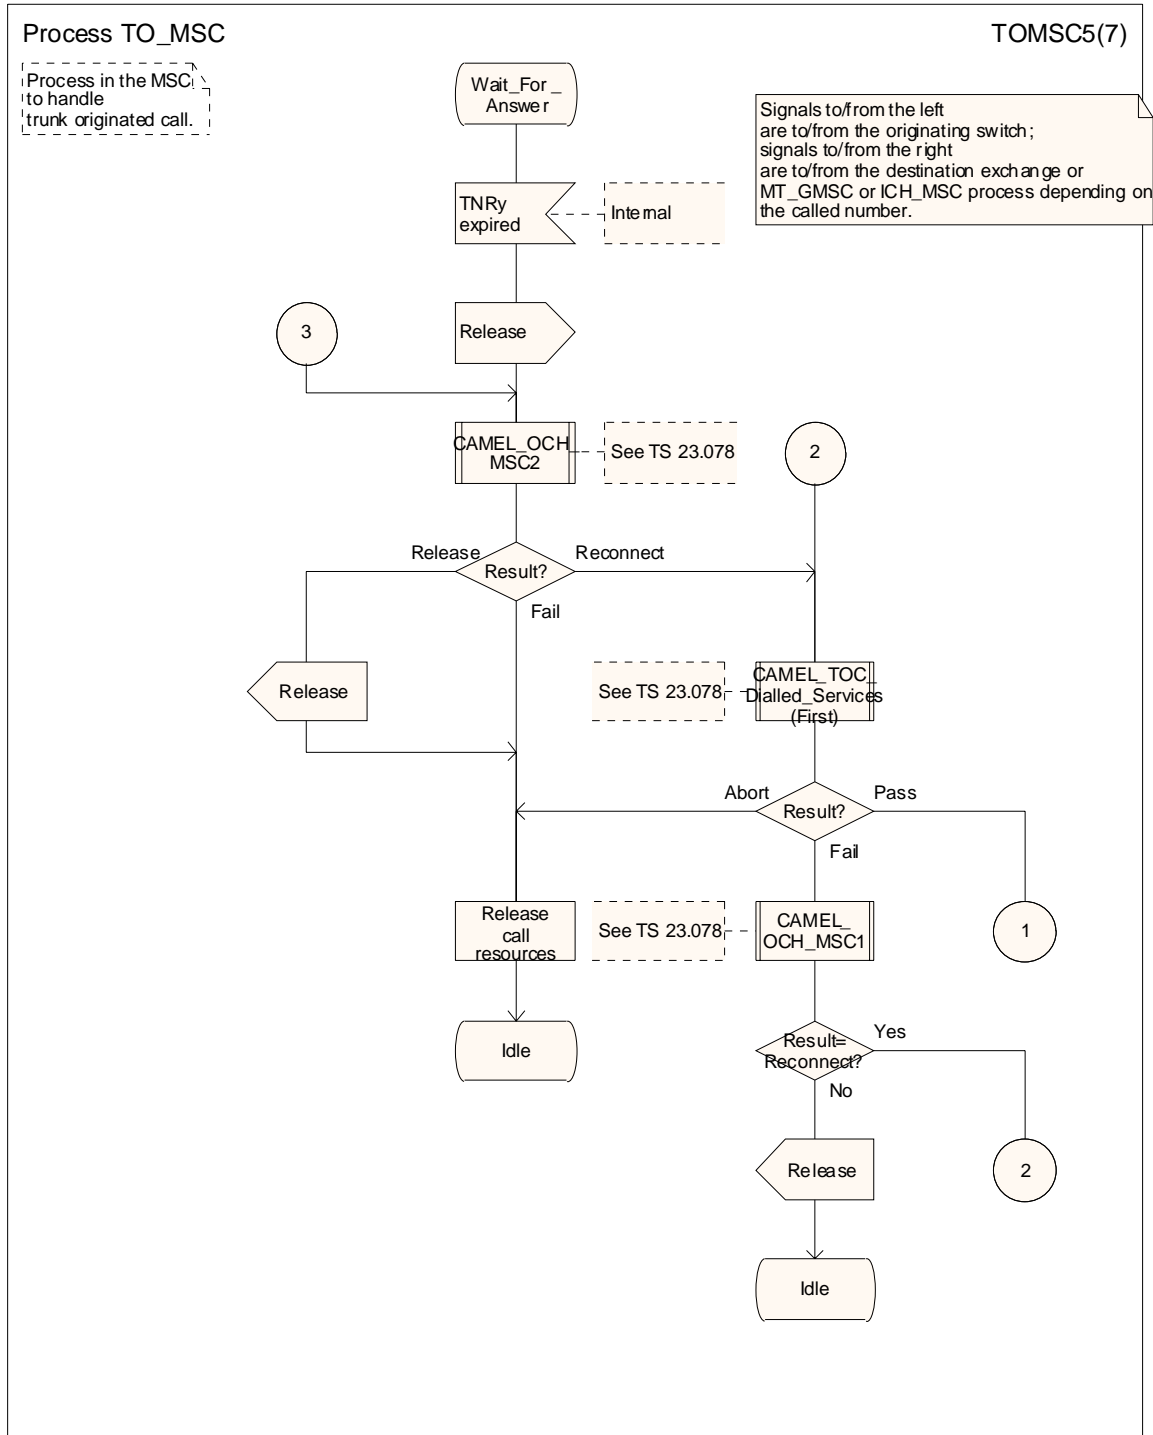 Process TO_MSC
TOMSC5(7)
Process in the MSC
to handle
trunk originated call.
Wait_For_
Answer
Signals to/from the left
are to/from the originating switch;
signals to/from the right
are to/from the destination exchange or
MT_GMSC or ICH_MSC process depending on
the called number.
TNRy
expired
Internal
3
Release
CAMEL_OCH
MSC2
See TS 23.078
2
Release
Result?
Reconnect
Fail
Release
See TS 23.078
CAMEL_TOC_
Dialled_Services
(First)
Abort
Result?
Pass
Fail
Release
call
resources
See TS 23.078
CAMEL_
OCH_MSC1
1
Idle
Result=
Reconnect?
Yes
No
Release
2
Idle